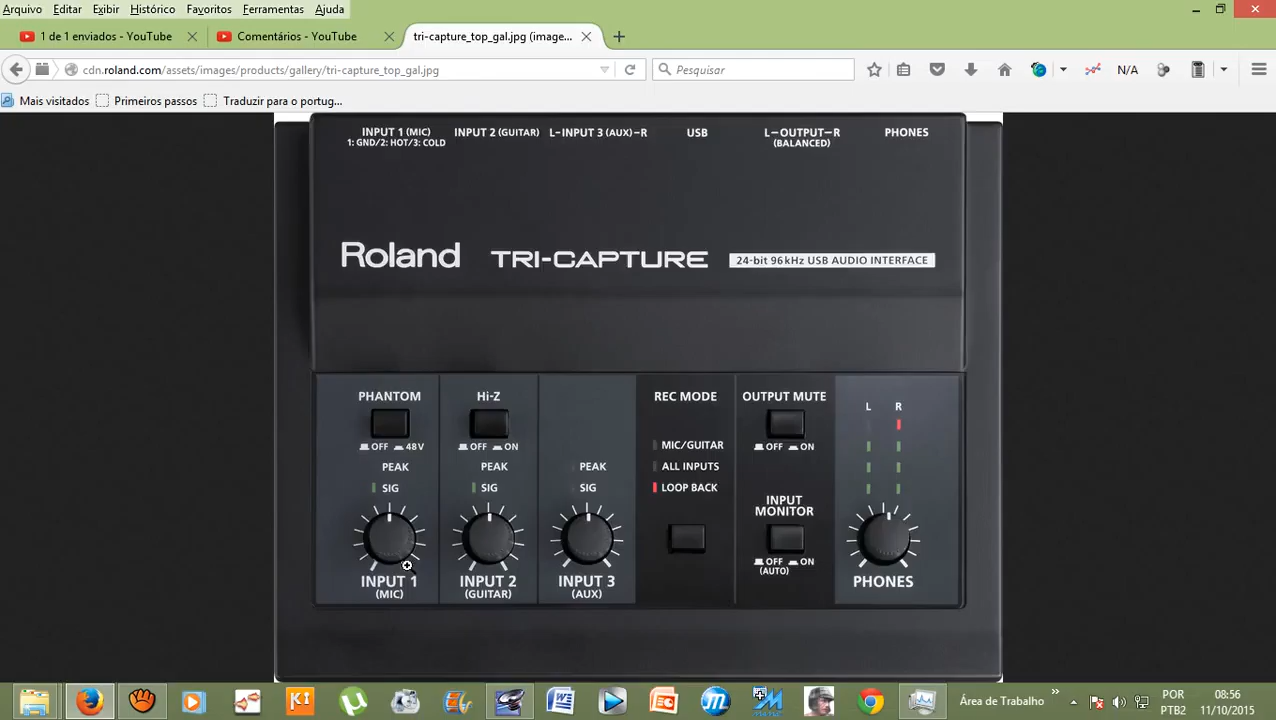 Arquivo Editar Exibir Histórico Favoritos Ferramentas Ajuda
1 de 1 enviados - YouTube
Comentários - YouTube
tri-capture_top_gal.jpg (image...
cdn.roland.com/assets/images/products/gallery/tri-capture_top_gal.jpg
Pesquisar
N/A
Mais visitados
Primeiros passos
Traduzir para o portug...
INPUT 1 (MIC) INPUT 2 (GUITAR) L-INPUT 3 (AUX)-R USB L-OUTPUT-R PHONES
1: GND/2: HOT/3: COLD (BALANCED)
Roland TRI-CAPTURE 24-bit 96kHz USB AUDIO INTERFACE
PHANTOM Hi-Z REC MODE OUTPUT MUTE
L R
OFF 48V OFF ON MIC/GUITAR OFF ON
PEAK PEAK PEAK ALL INPUTS
SIG SIG SIG LOOP BACK
INPUT
MONITOR
OFF ON
(AUTO)
INPUT 1 INPUT 2 INPUT 3 PHONES
(MIC) (GUITAR) (AUX)
K1
W
Área de Trabalho
POR
PTB2
08:56
11/10/2015